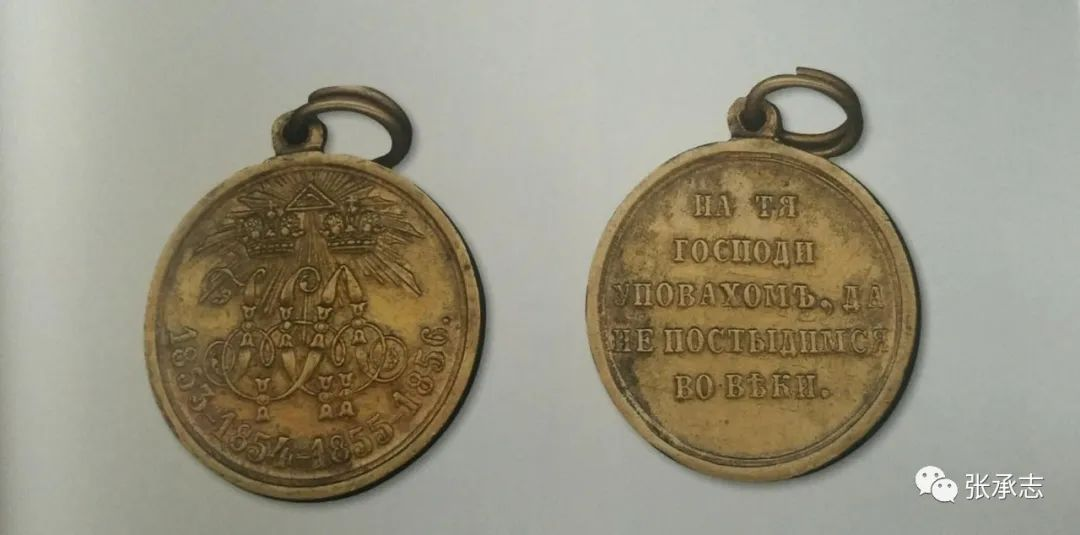 1853-1854-1855-1856.
НА ТЯ
ГОСПОДИ
УПОВАХОМЪ, ДА
НЕ ПОСТЫДИМСЯ
ВО ВѢКИ.
张承志